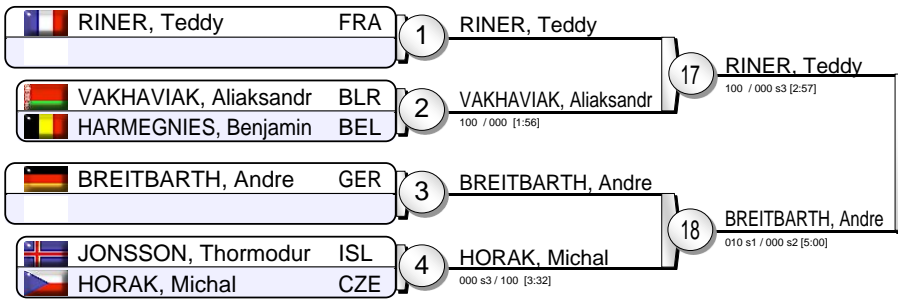 RINER, Teddy FRA
1
RINER, Teddy
VAKHAVIAK, Aliaksandr BLR
HARMEGNIES, Benjamin BEL
2
VAKHAVIAK, Aliaksandr
100 / 000 [1:56]
17
RINER, Teddy
100 / 000 s3 [2:57]
BREITBARTH, Andre GER
3
BREITBARTH, Andre
JONSSON, Thormodur ISL
HORAK, Michal CZE
4
HORAK, Michal
000 s3 / 100 [3:32]
18
BREITBARTH, Andre
010 s1 / 000 s2 [5:00]